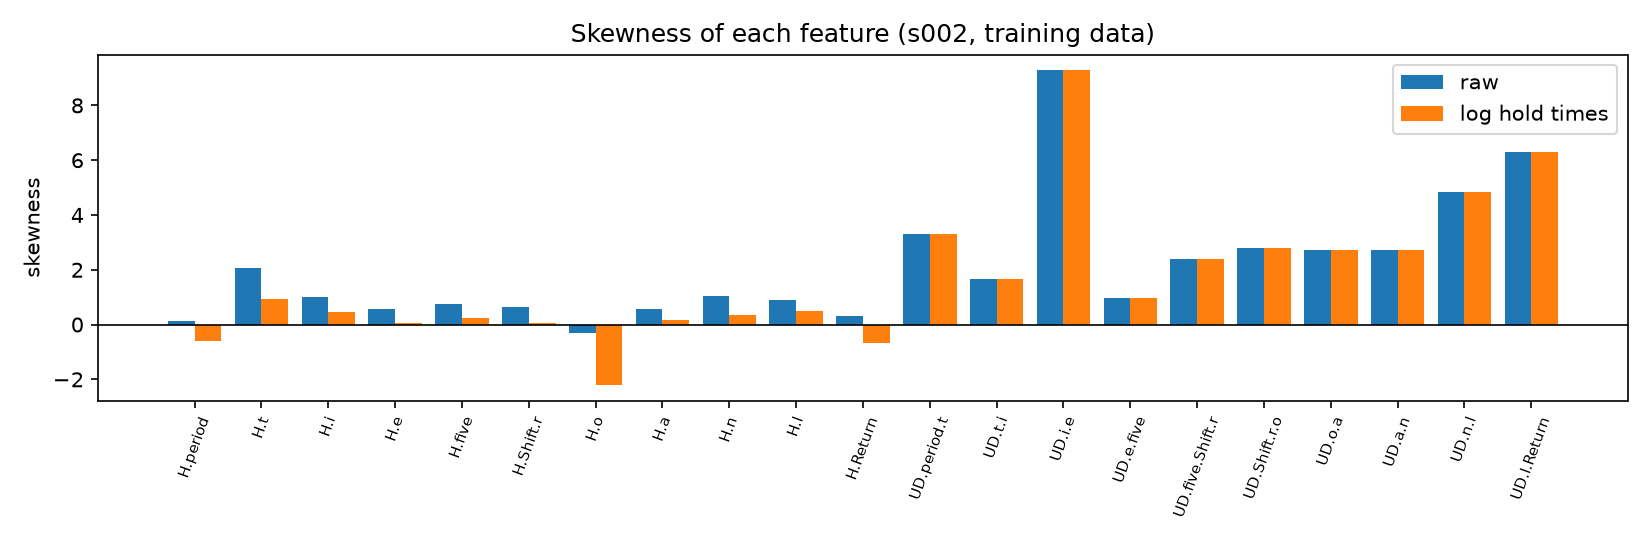 Skewness of each feature (s002, training data)
raw
log hold times
skewness
8
6
4
2
0
−2
H.period
H.t
H.i
H.e
H.five
H.Shift.r
H.o
H.a
H.n
H.l
H.Return
UD.period.t
UD.t.i
UD.i.e
UD.e.five
UD.five.Shift.r
UD.Shift.r.o
UD.o.a
UD.a.n
UD.n.l
UD.l.Return